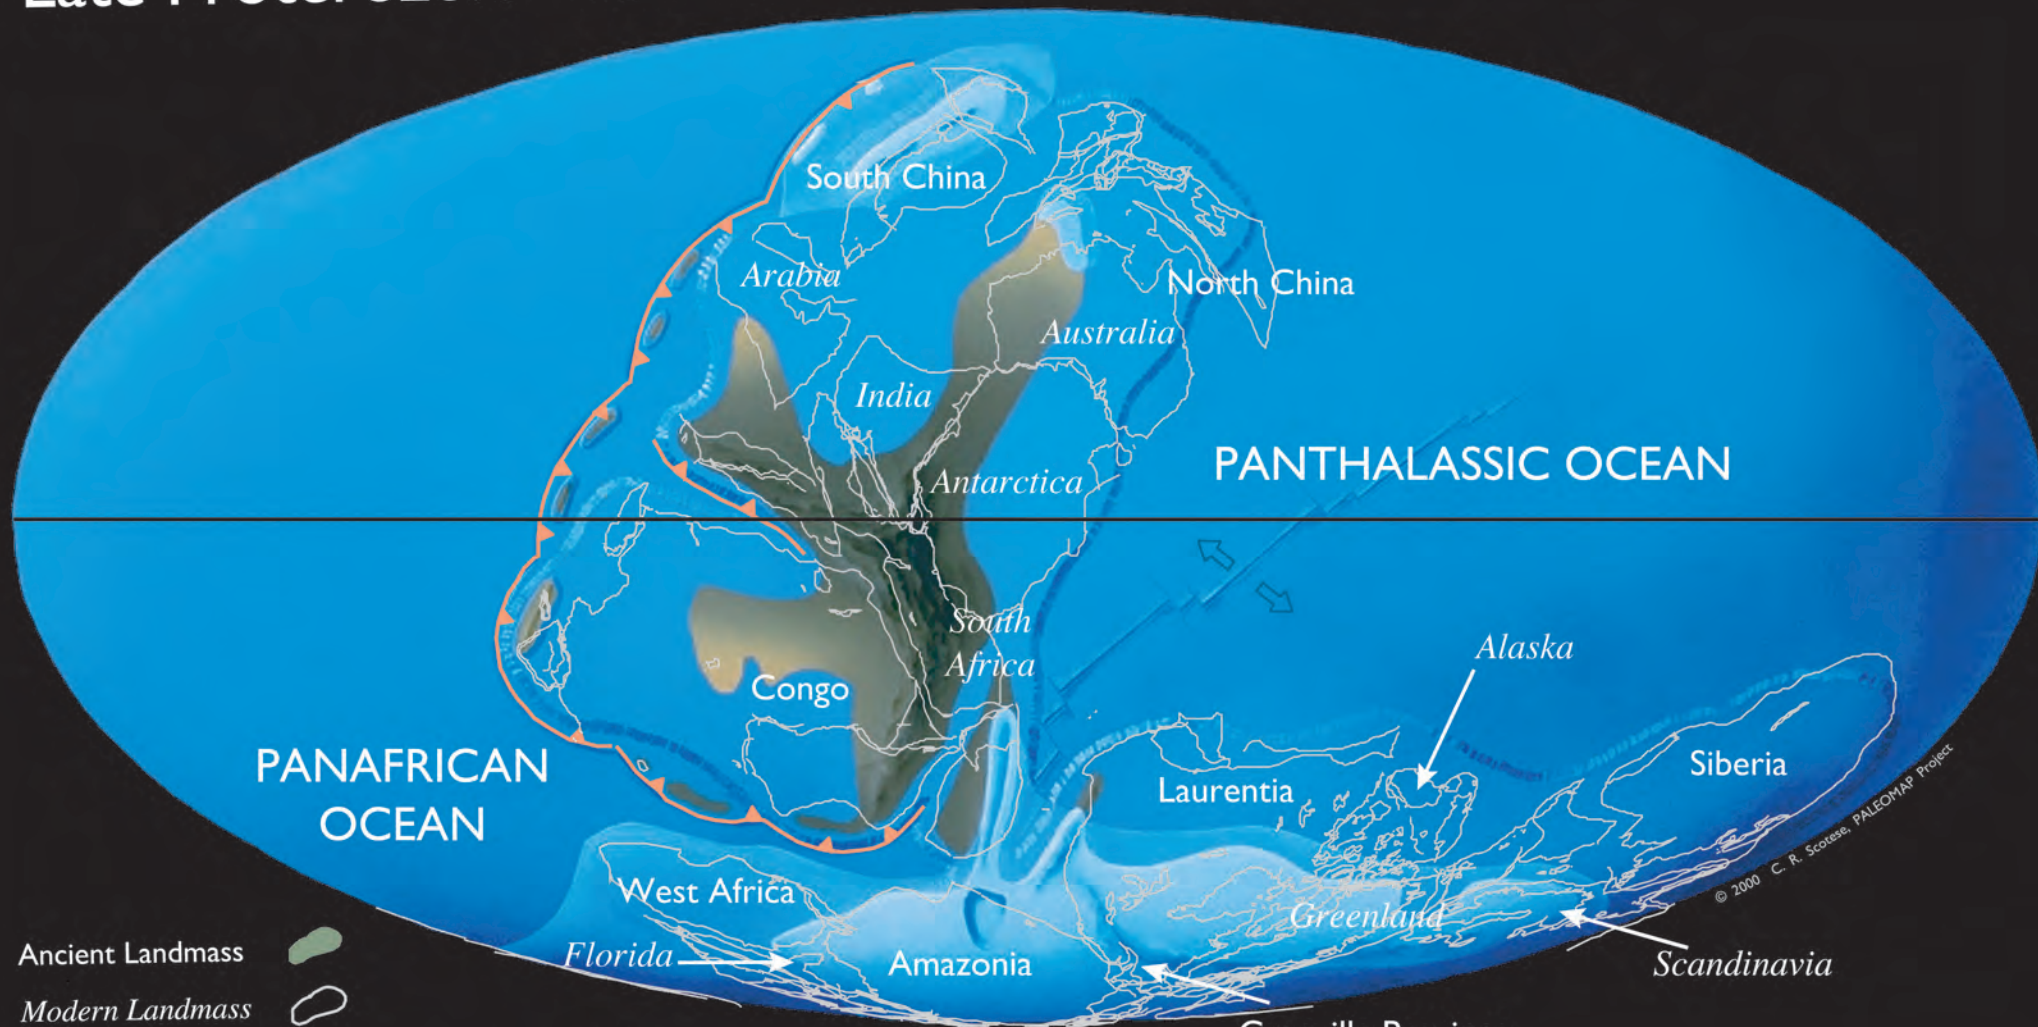 South China
Arabia
North China
Australia
India
PANTHALASSIC OCEAN
Antarctica
South
Africa
Alaska
Congo
PANAFRICAN
OCEAN
Laurentia
Siberia
© 2000 C. R. Scotese, PALEOMAP Project
West Africa
Greenland
Florida
Amazonia
Scandinavia
Ancient Landmass
Modern Landmass